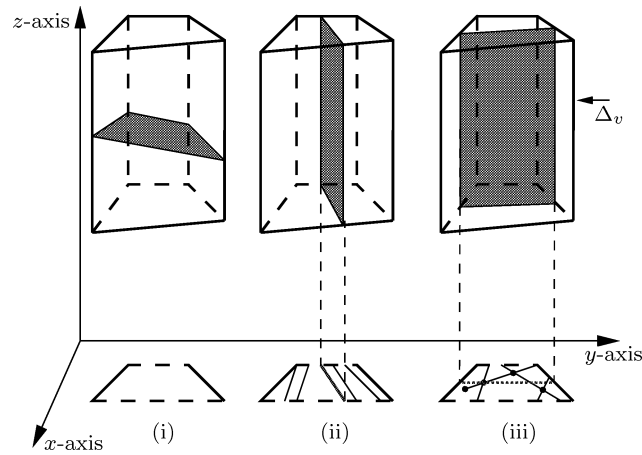 z-axis
Δ_v
y-axis
x-axis
(i)
(ii)
(iii)